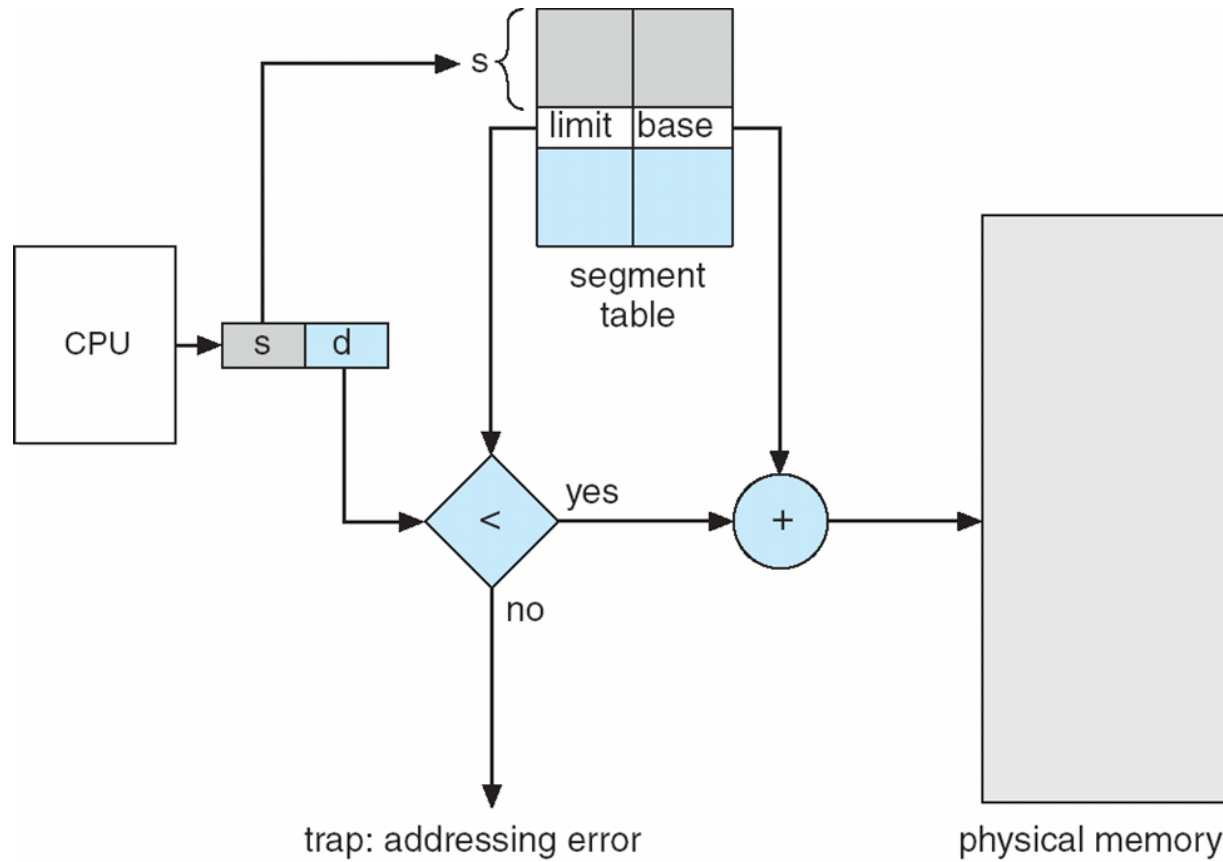 s
limit base
segment
table
CPU
s d
<
yes
+
no
trap: addressing error
physical memory